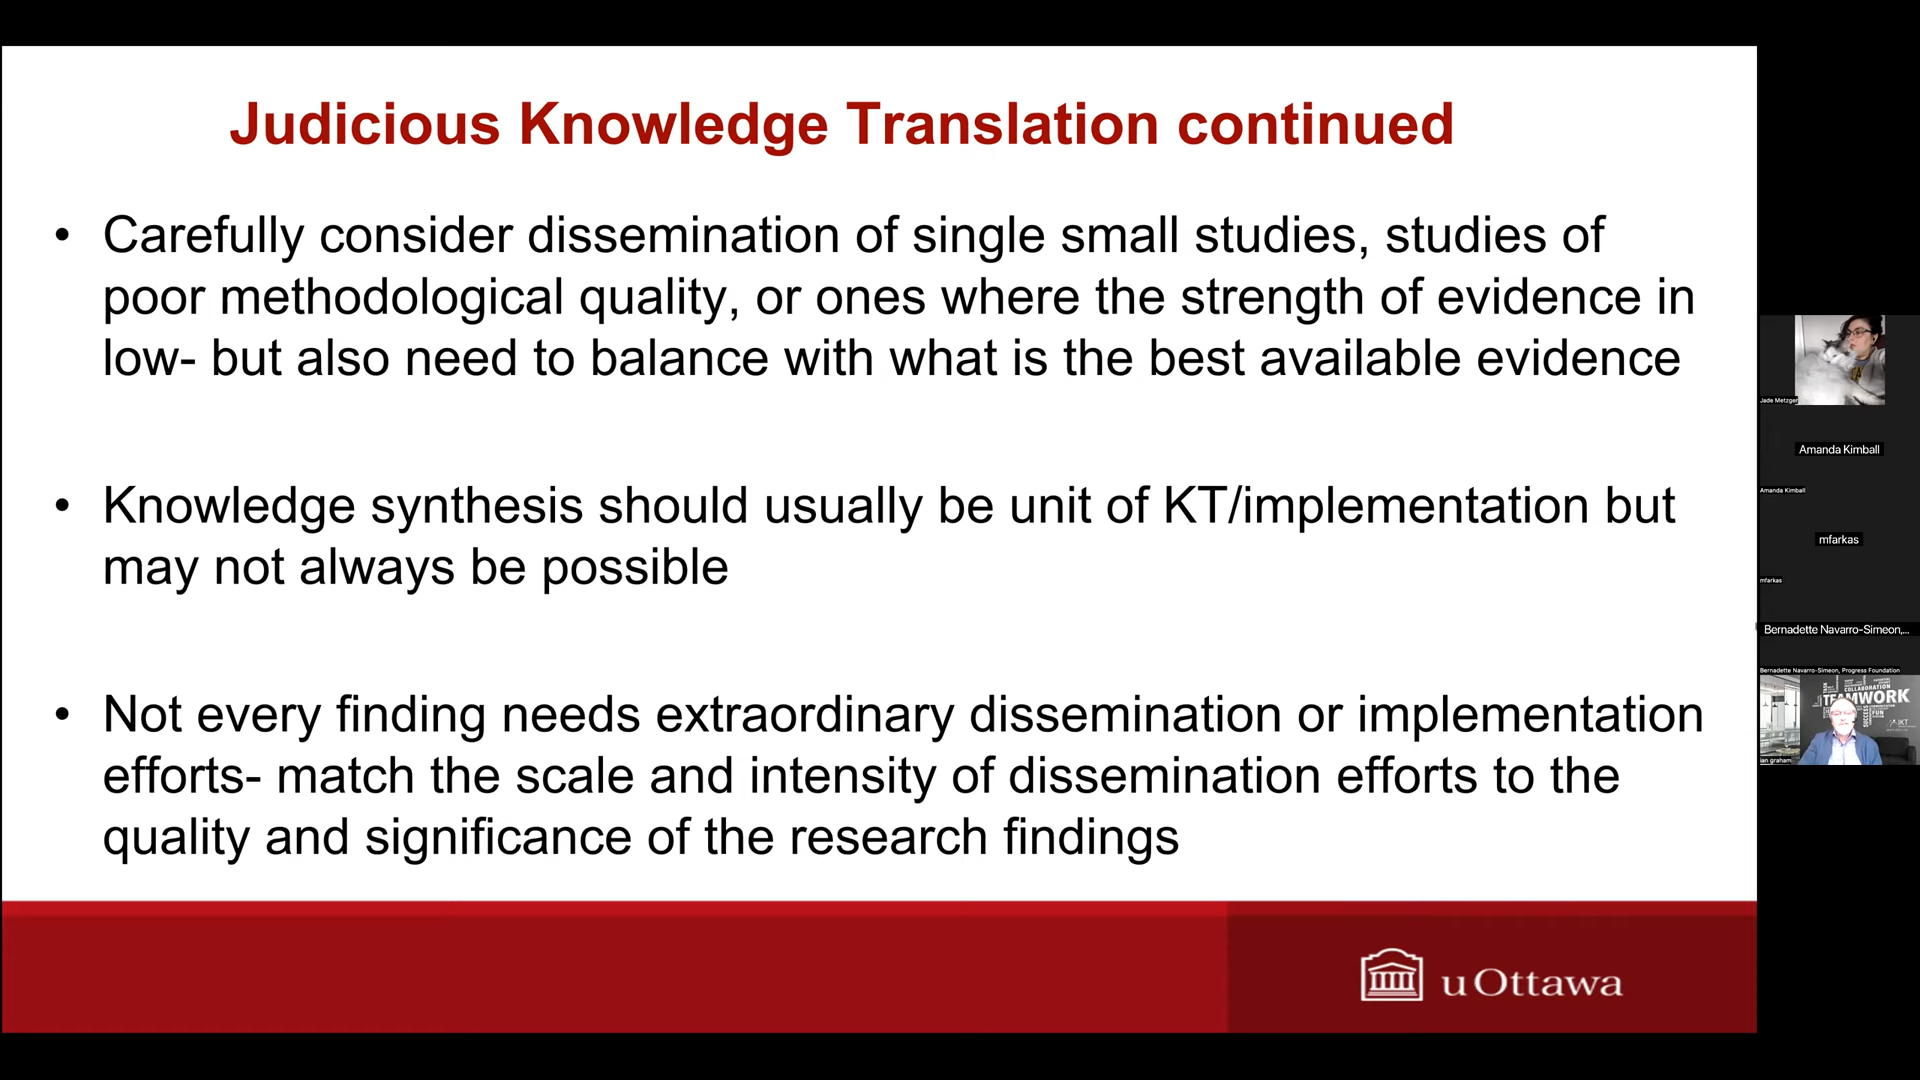 Judicious Knowledge Translation continued
• Carefully consider dissemination of single small studies, studies of
poor methodological quality, or ones where the strength of evidence in
low- but also need to balance with what is the best available evidence
• Knowledge synthesis should usually be unit of KT/implementation but
may not always be possible
• Not every finding needs extraordinary dissemination or implementation
efforts- match the scale and intensity of dissemination efforts to the
quality and significance of the research findings
uOttawa
Jade Metzger
Amanda Kimball
Amanda Kimball
mfarkas
mfarkas
Bernadette Navarro-Simeon,...
Bernadette Navarro-Simeon, Progress Foundation
COLLABORATION
TEAMWORK
FUN
SUCCESS
IKT
ian graham